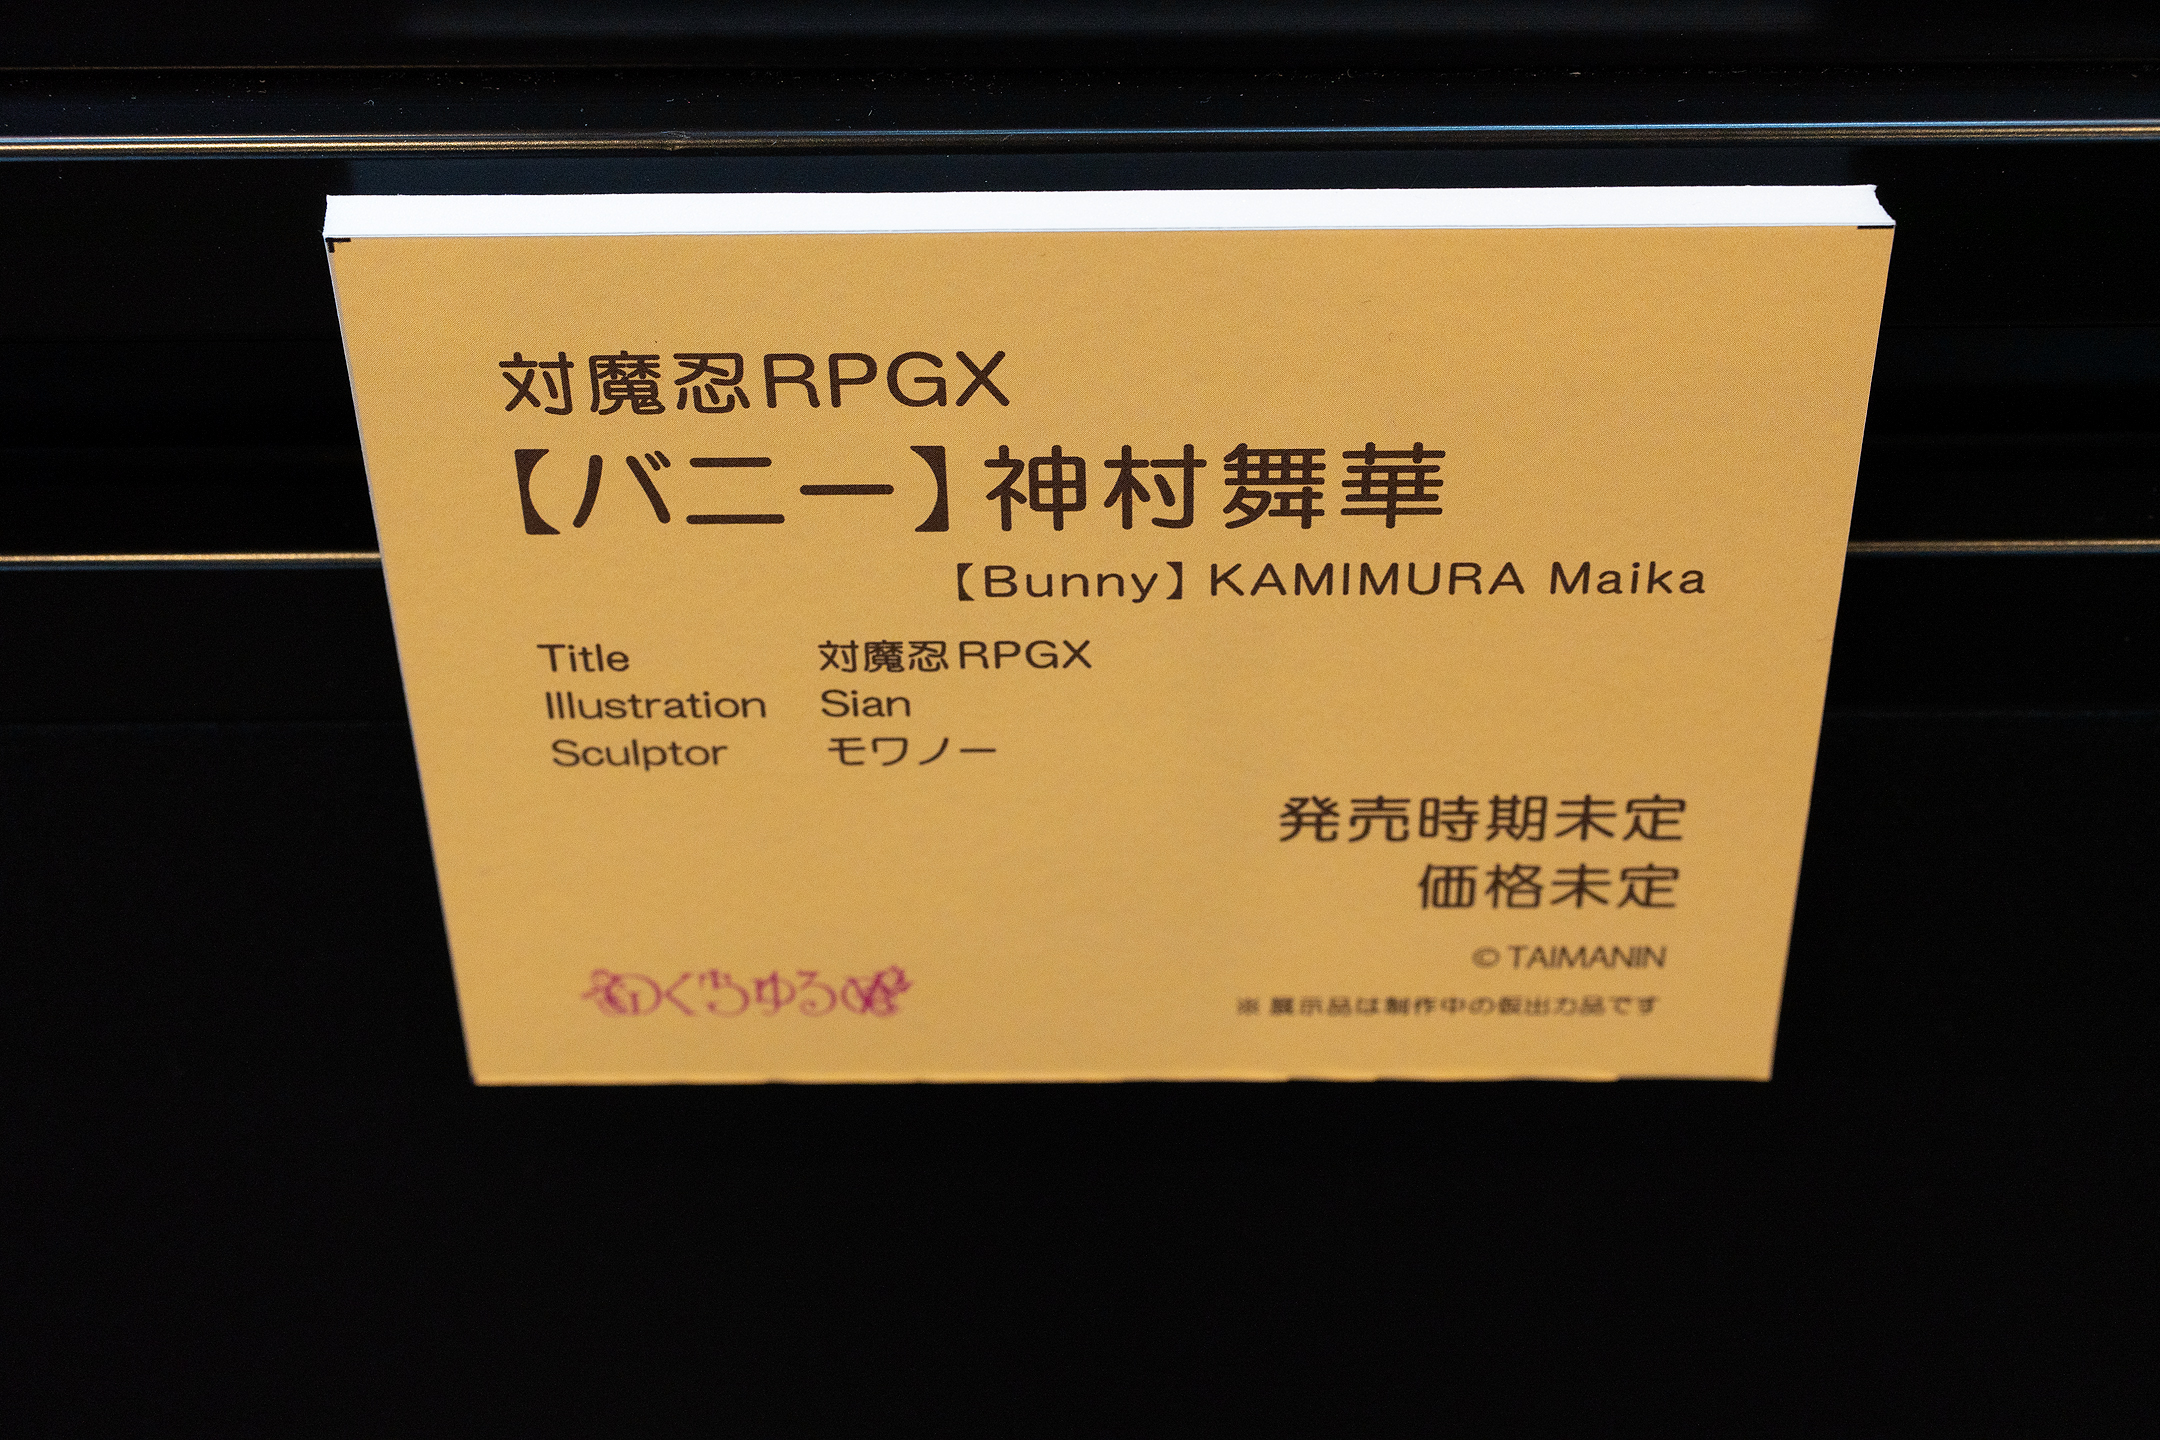 対魔忍RPGX
【バニー】神村舞華
【Bunny】KAMIMURA Maika
Title 対魔忍RPGX
Illustration Sian
Sculptor モワノー
発売時期未定
価格未定
© TAIMANIN
※展示品は制作中の仮出力品です